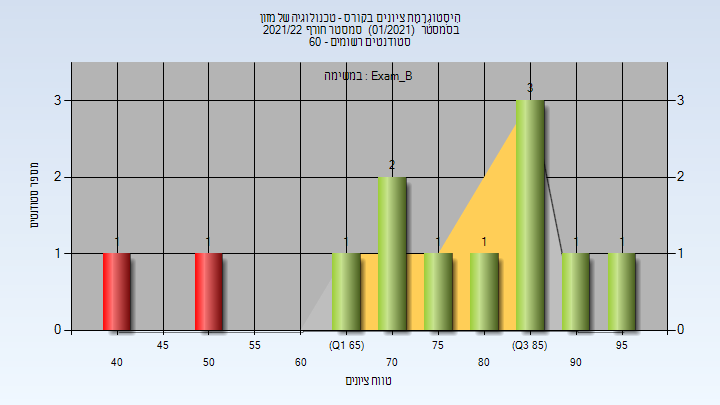 היסטוגרמת ציונים בקורס - טכנולוגיה של מזון
בסמסטר (01/2021) סמסטר חורף 2021/22
סטודנטים רשומים - 60
במשימה : Exam_B
מספר סטודנטים
3 3
2 2
1 1
0 0
1 1 1 2 1 1 3 1 1
45 55 (Q1 65) 75 (Q3 85) 95
40 50 60 70 80 90
טווח ציונים